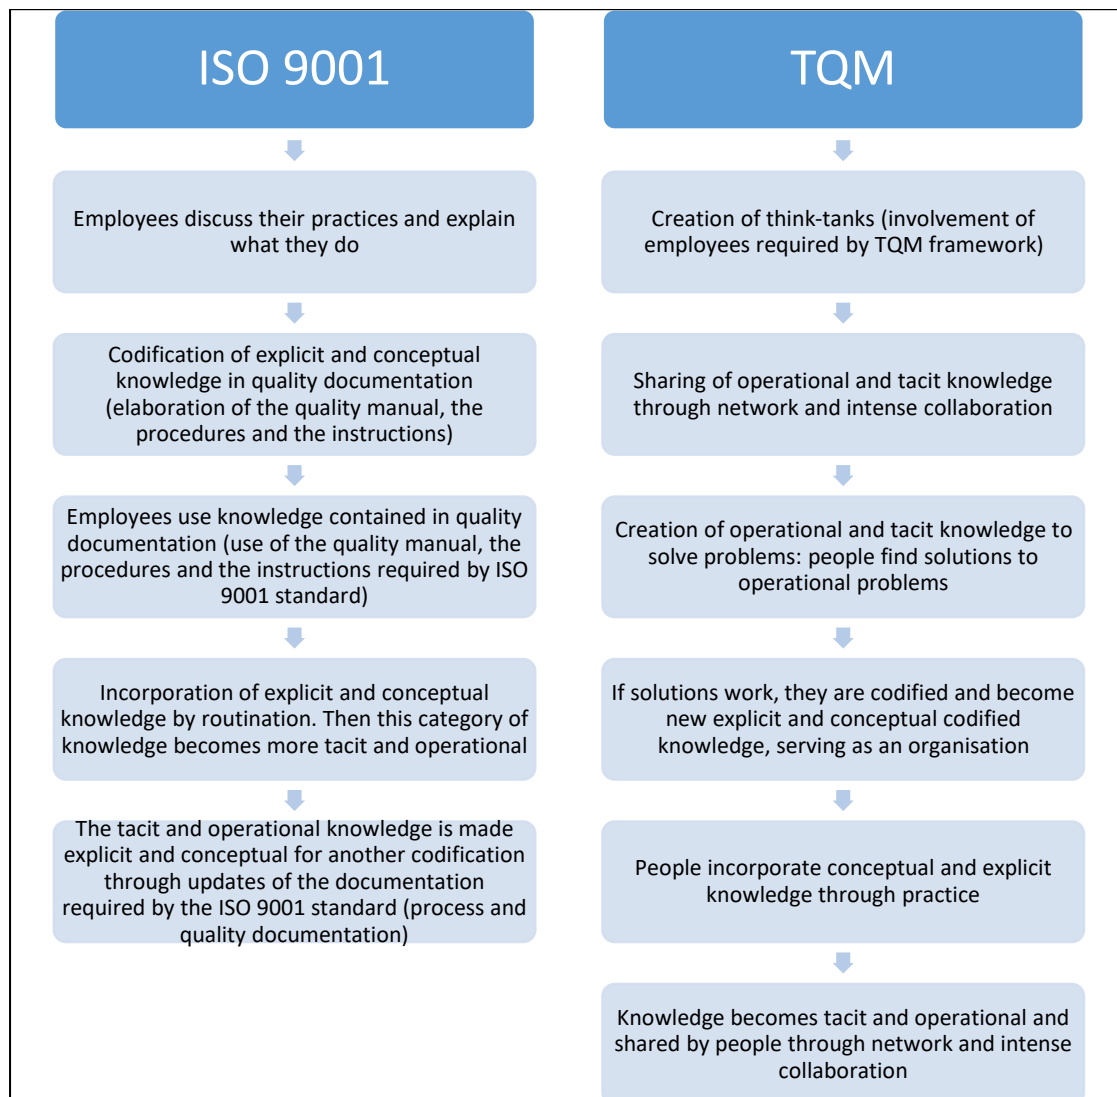 ISO 9001
Employees discuss their practices and explain
what they do
Codification of explicit and conceptual
knowledge in quality documentation
(elaboration of the quality manual, the
procedures and the instructions)
Employees use knowledge contained in quality
documentation (use of the quality manual, the
procedures and the instructions required by ISO
9001 standard)
Incorporation of explicit and conceptual
knowledge by routination. Then this category of
knowledge becomes more tacit and operational
The tacit and operational knowledge is made
explicit and conceptual for another codification
through updates of the documentation
required by the ISO 9001 standard (process and
quality documentation)
TQM
Creation of think-tanks (involvement of
employees required by TQM framework)
Sharing of operational and tacit knowledge
through network and intense collaboration
Creation of operational and tacit knowledge to
solve problems: people find solutions to
operational problems
If solutions work, they are codified and become
new explicit and conceptual codified
knowledge, serving as an organisation
People incorporate conceptual and explicit
knowledge through practice
Knowledge becomes tacit and operational and
shared by people through network and intense
collaboration